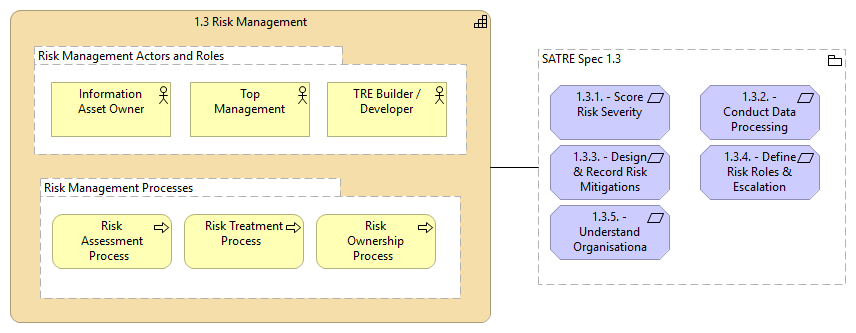 1.3 Risk Management
Risk Management Actors and Roles
Information
Asset Owner
Top
Management
TRE Builder /
Developer
Risk Management Processes
Risk
Assessment
Process
Risk Treatment
Process
Risk
Ownership
Process
SATRE Spec 1.3
1.3.1. - Score
Risk Severity
1.3.2. -
Conduct Data
Processing
1.3.3. - Design
& Record Risk
Mitigations
1.3.4. - Define
Risk Roles &
Escalation
1.3.5. -
Understand
Organisationa